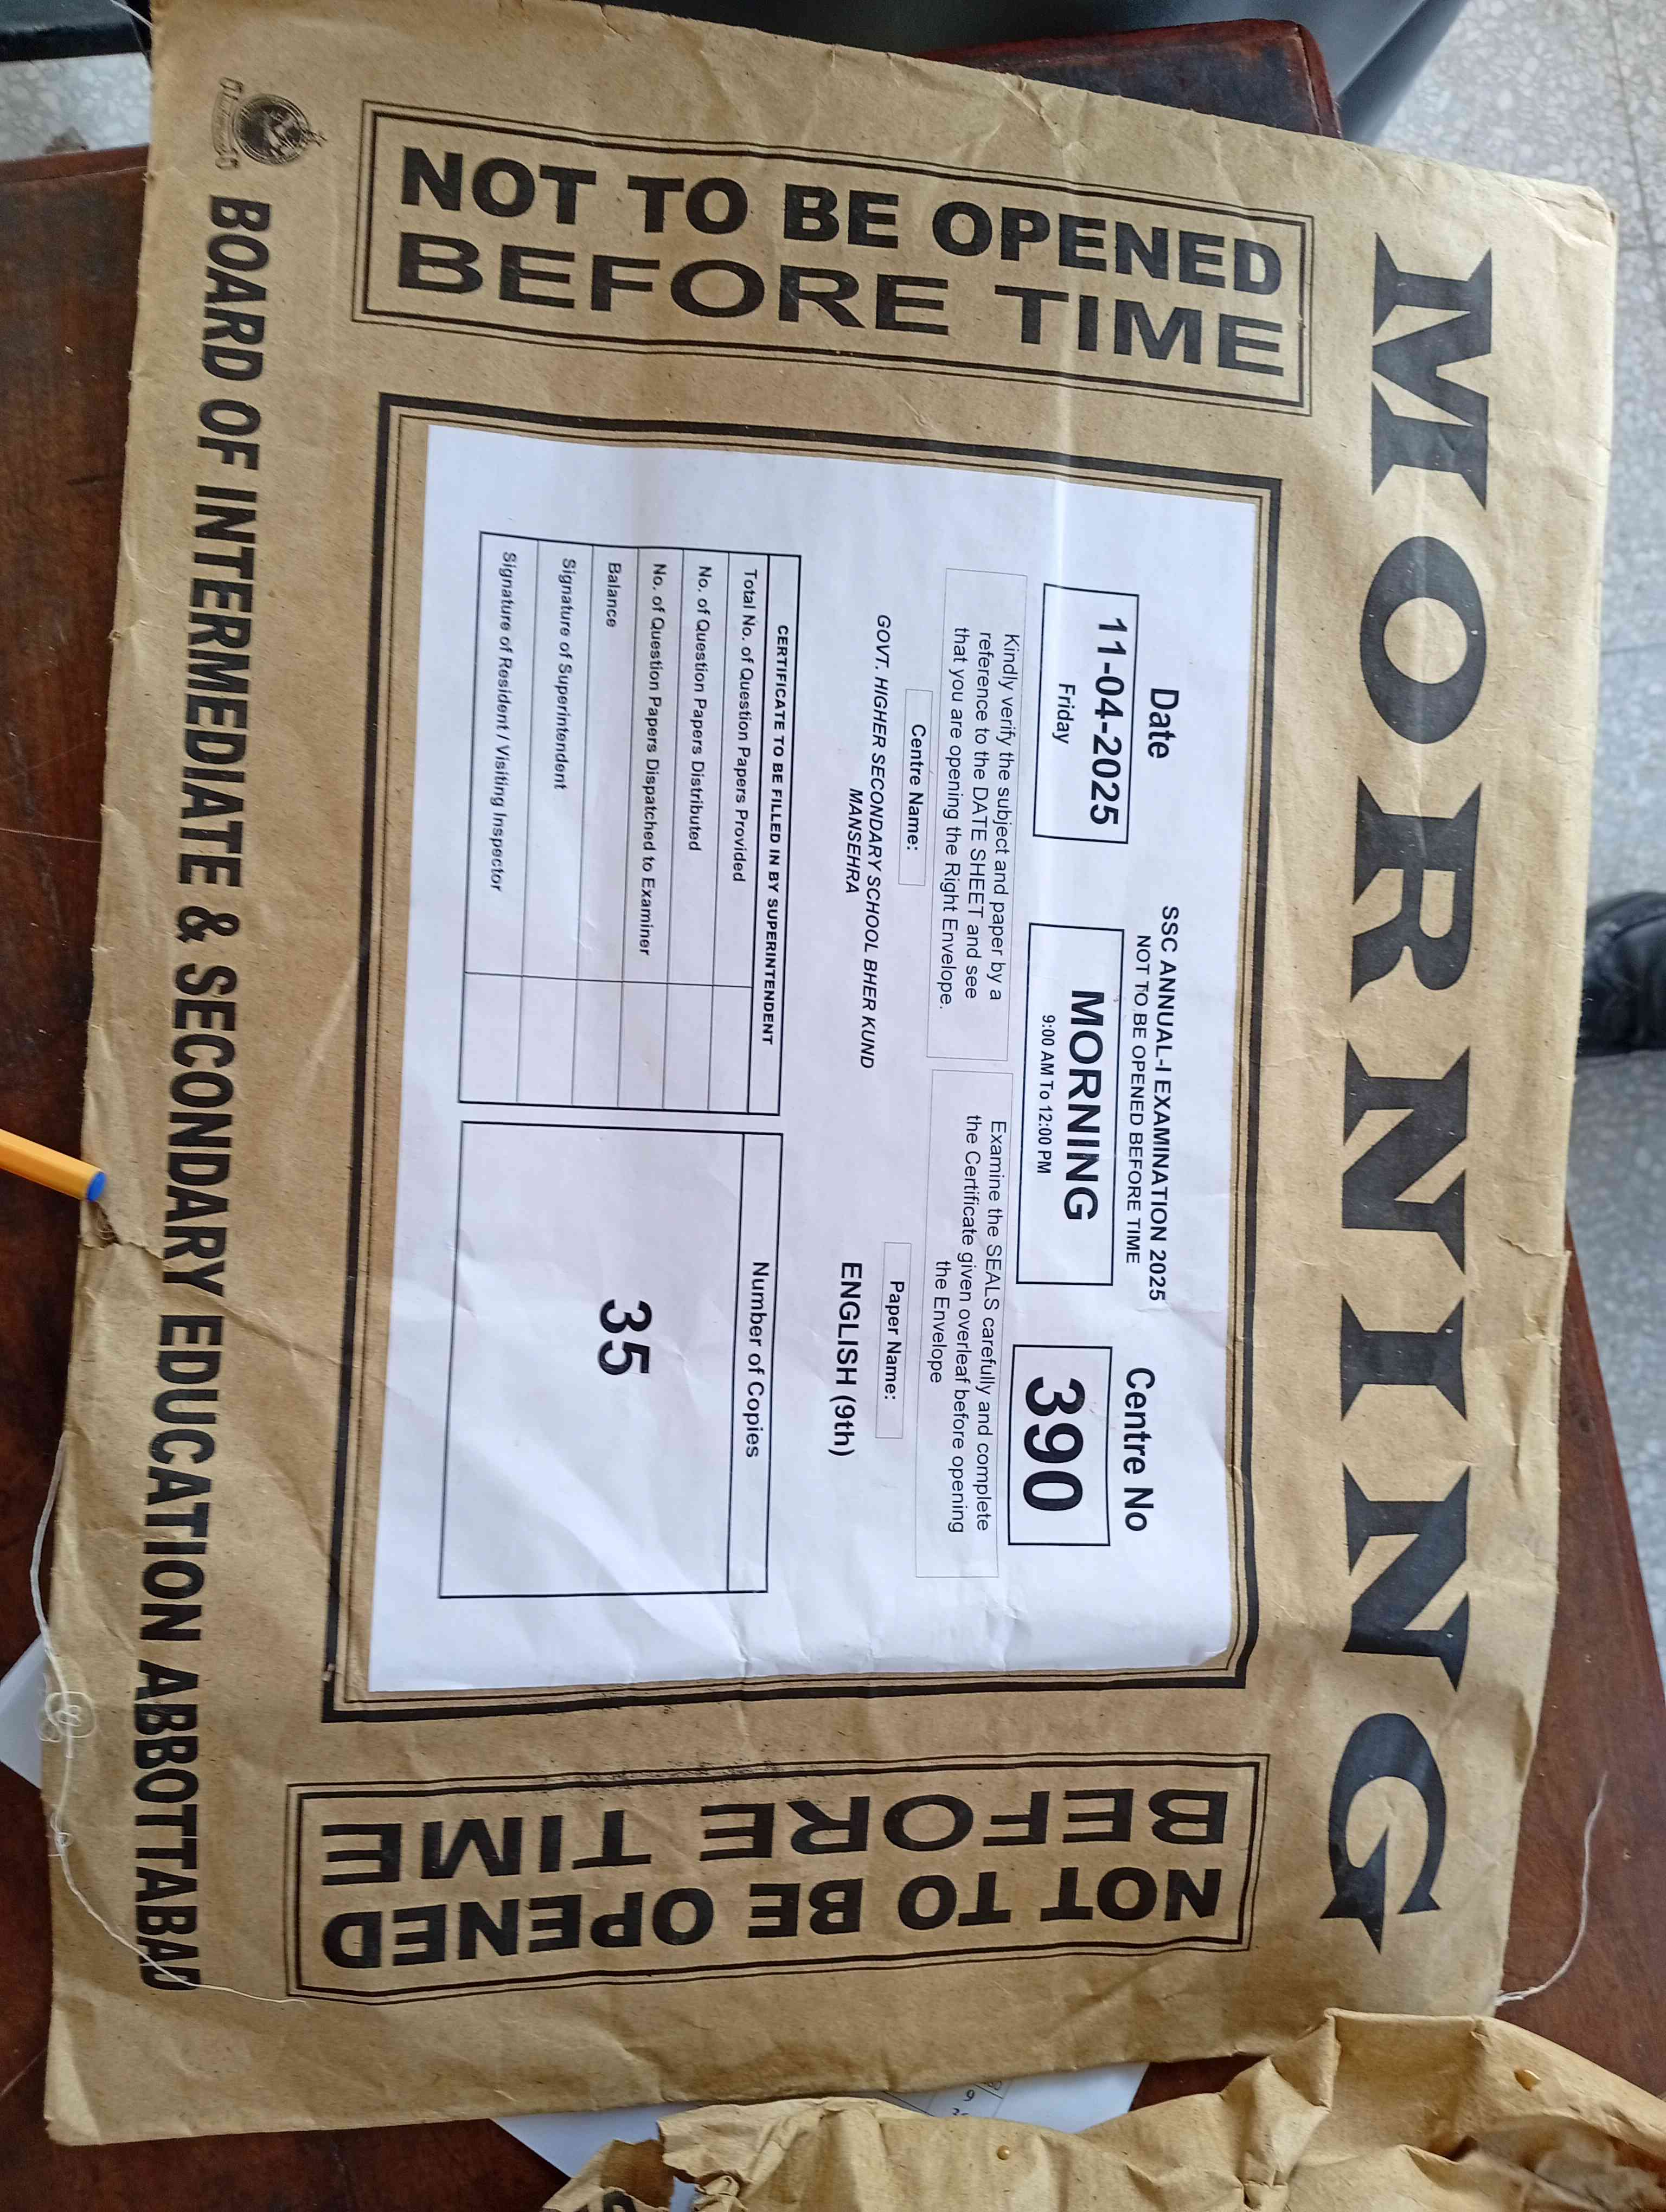 MORNING
NOT TO BE OPENED
BEFORE TIME
Date
11-04-2025
Friday
SSC ANNUAL-I EXAMINATION 2025
NOT TO BE OPENED BEFORE TIME
MORNING
9:00 AM To 12:00 PM
Centre No
390
Kindly verify the subject and paper by a
reference to the DATE SHEET and see
that you are opening the Right Envelope.
Examine the SEALS carefully and complete
the Certificate given overleaf before opening
the Envelope
Centre Name:
GOVT. HIGHER SECONDARY SCHOOL BHER KUND
MANSEHRA
Paper Name:
ENGLISH (9th)
CERTIFICATE TO BE FILLED IN BY SUPERINTENDENT
Total No. of Question Papers Provided
No. of Question Papers Distributed
No. of Question Papers Dispatched to Examiner
Balance
Signature of Superintendent
Signature of Resident / Visiting Inspector
Number of Copies
35
NOT TO BE OPENED
BEFORE TIME
BOARD OF INTERMEDIATE & SECONDARY EDUCATION ABBOTTABAD